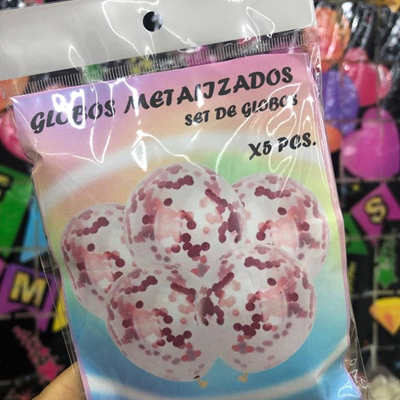 GLOBOS METALIZADOS
SET DE GLOBOS
X5 PCS.
S
M